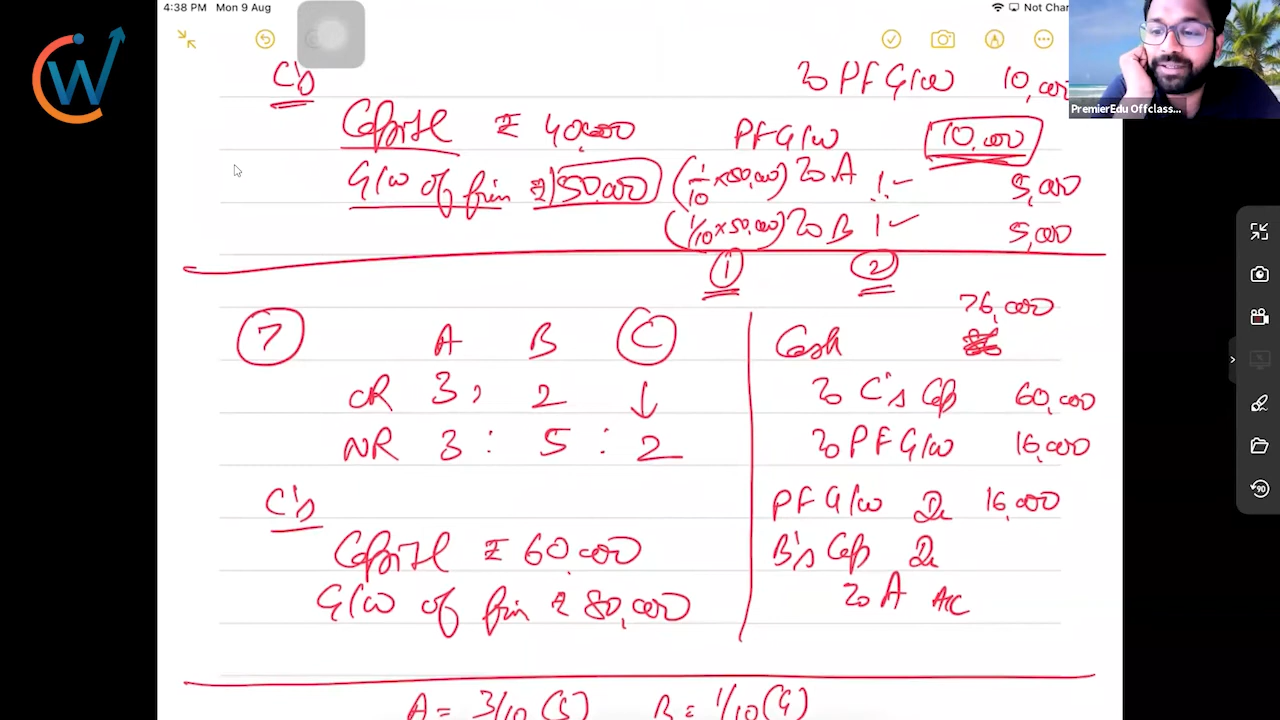 4:38 PM Mon 9 Aug
Not Char
CW
C's
Capital ₹ 40,000
G/w of firm ₹ 50,000
To PF G/w 10,000
PF G/w 10,000
(1/10 × 50,000) To A 1 5,000
(1/10 × 50,000) To B 1 5,000
PremierEdu Offclass...
1 2
7 A B C
OR 3, 2
NR 3 : 5 : 2
C's
Capital ₹ 60,000
G/w of firm ₹ 80,000
Cash 76,000
To C's Cap 60,000
To PF G/w 16,000
PF G/w Dr 16,000
B's Cap Dr
To A A/C
A = 3/10 (S) B = 1/10 (G)
90